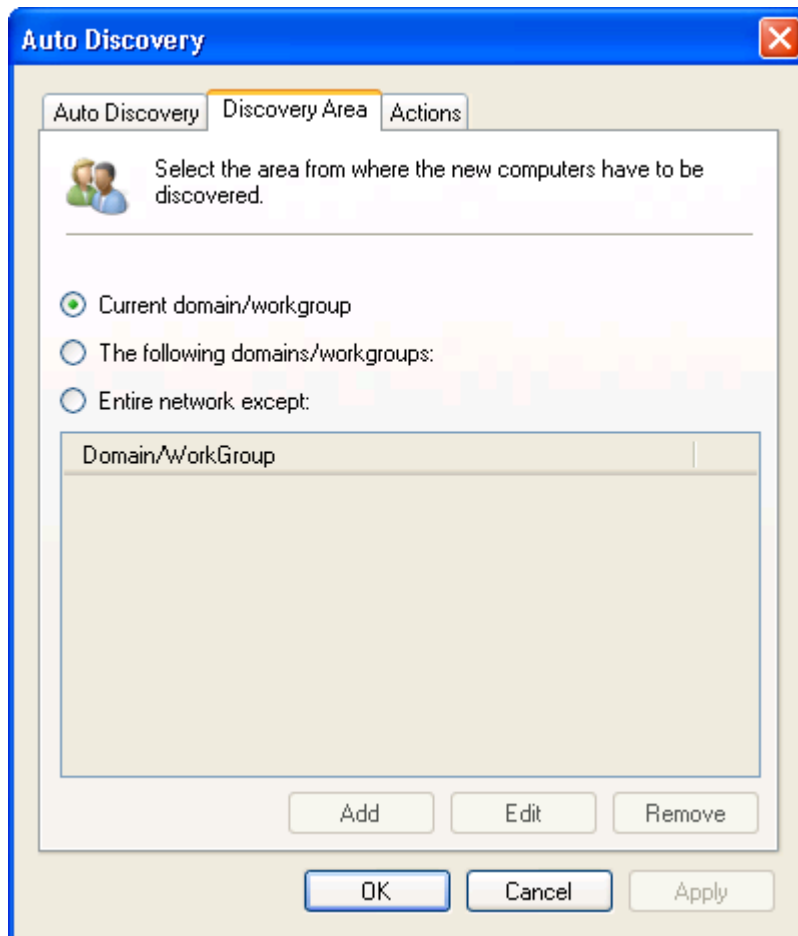 Auto Discovery
Auto Discovery Discovery Area Actions
Select the area from where the new computers have to be
discovered.
Current domain/workgroup
The following domains/workgroups:
Entire network except:
Domain/WorkGroup
Add Edit Remove
OK Cancel Apply